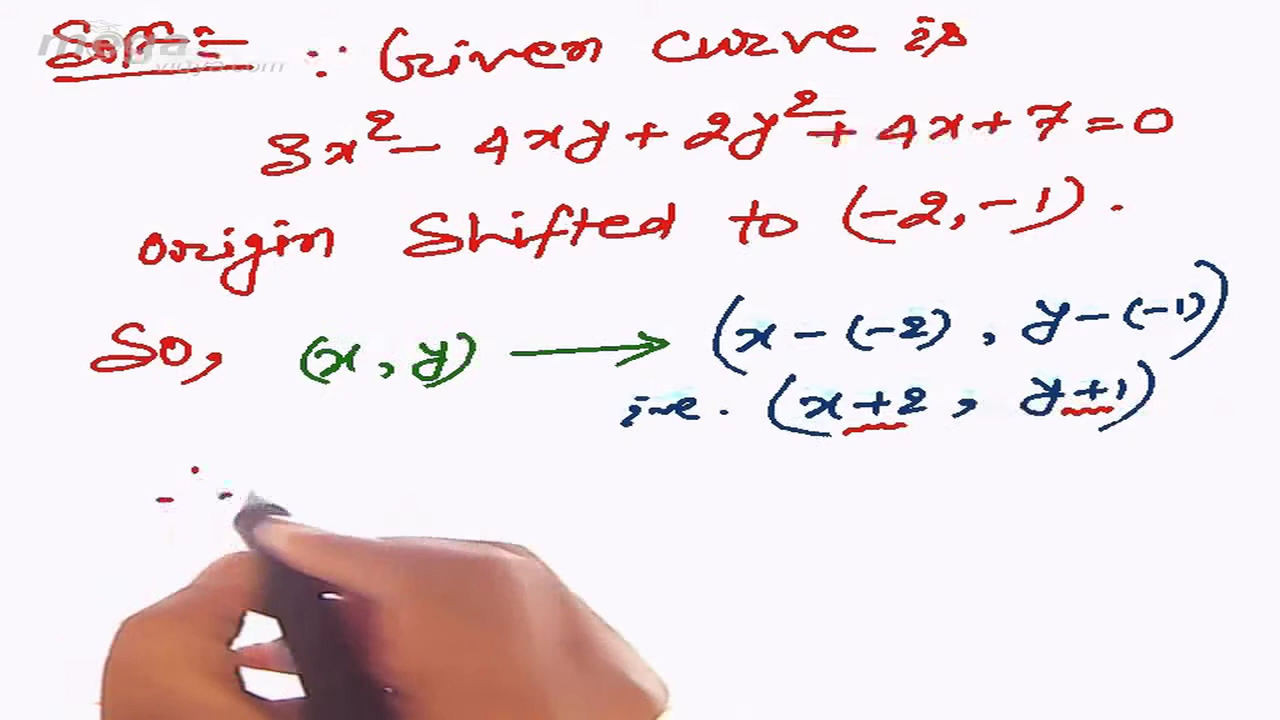 Solⁿ:-
∵ Given curve is
3x² - 4xy + 2y² + 4x + 7 = 0
origin shifted to (-2, -1).
So, (x, y) ⟶ (x - (-2), y - (-1))
i.e. (x+2, y+1)
∴